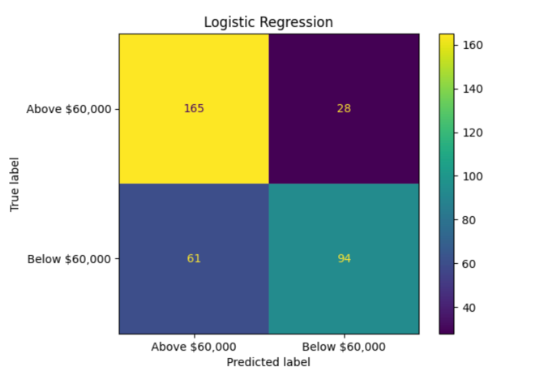 Logistic Regression
True label
Above $60,000
165
28
Below $60,000
61
94
Above $60,000
Below $60,000
Predicted label
160
140
120
100
80
60
40